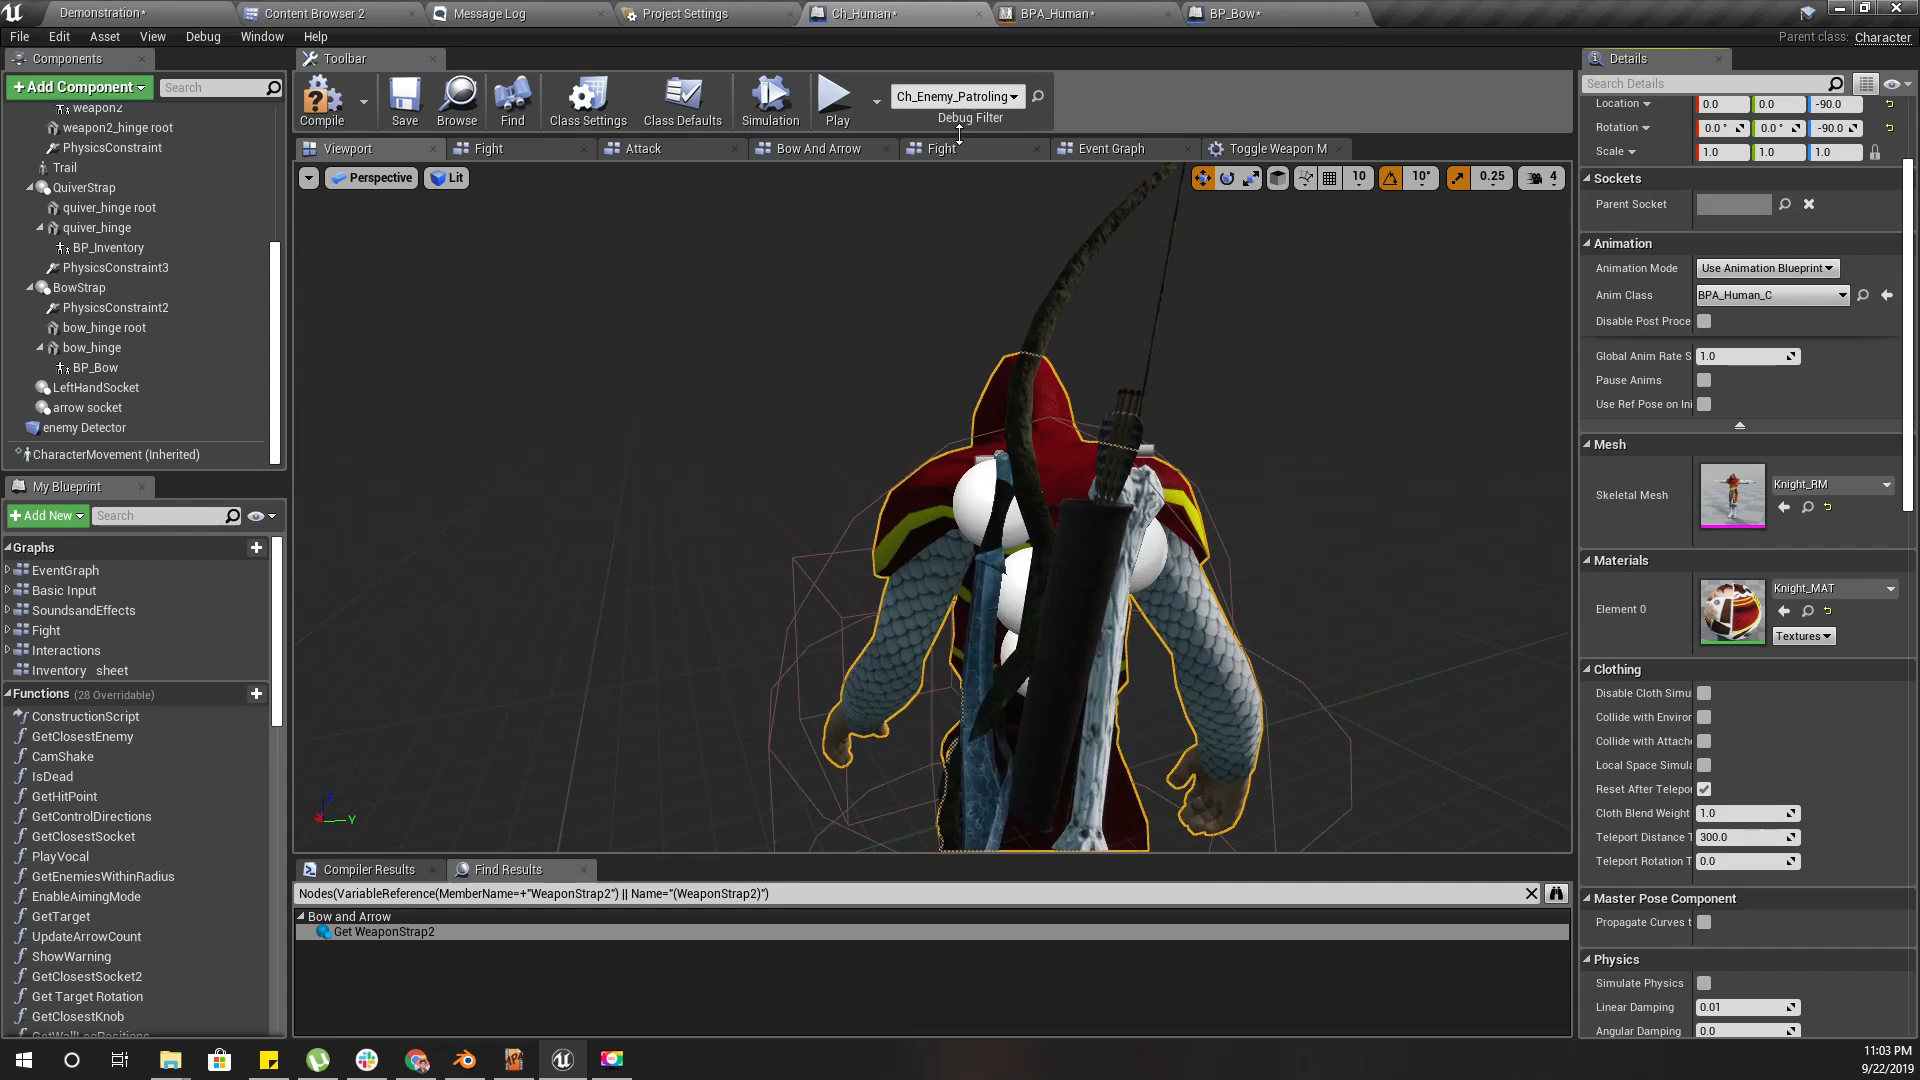 Demonstration*
Content Browser 2
Message Log
Project Settings
Ch_Human*
BPA_Human*
BP_Bow*
File
Edit
Asset
View
Debug
Window
Help
Parent class:
Character
Components
Add Component
Search
weapon2
weapon2_hinge root
PhysicsConstraint
Trail
QuiverStrap
quiver_hinge root
quiver_hinge
BP_Inventory
PhysicsConstraint3
BowStrap
PhysicsConstraint2
bow_hinge root
bow_hinge
BP_Bow
LeftHandSocket
arrow socket
enemy Detector
CharacterMovement (Inherited)
My Blueprint
Add New
Search
Graphs
EventGraph
Basic Input
SoundsandEffects
Fight
Interactions
Inventory sheet
Functions (28 Overridable)
ConstructionScript
GetClosestEnemy
CamShake
IsDead
GetHitPoint
GetControlDirections
GetClosestSocket
PlayVocal
GetEnemiesWithinRadius
EnableAimingMode
GetTarget
UpdateArrowCount
ShowWarning
GetClosestSocket2
Get Target Rotation
GetClosestKnob
Toolbar
Compile
Save
Browse
Find
Class Settings
Class Defaults
Simulation
Play
Ch_Enemy_Patroling
Debug Filter
Viewport
Fight
Attack
Bow And Arrow
Fight
Event Graph
Toggle Weapon M
Perspective
Lit
10
10°
0.25
4
Z
Y
Compiler Results
Find Results
Nodes(VariableReference(MemberName=+"WeaponStrap2") || Name="(WeaponStrap2)")
Bow and Arrow
Get WeaponStrap2
Details
Search Details
Location
0.0
0.0
-90.0
Rotation
0.0 °
0.0 °
-90.0
Scale
1.0
1.0
1.0
Sockets
Parent Socket
Animation
Animation Mode
Use Animation Blueprint
Anim Class
BPA_Human_C
Disable Post Proce
Global Anim Rate S
1.0
Pause Anims
Use Ref Pose on Ini
Mesh
Skeletal Mesh
Knight_RM
Materials
Element 0
Knight_MAT
Textures
Clothing
Disable Cloth Simu
Collide with Enviror
Collide with Attache
Local Space Simula
Reset After Telepor
Cloth Blend Weight
1.0
Teleport Distance T
300.0
Teleport Rotation T
0.0
Master Pose Component
Propagate Curves t
Physics
Simulate Physics
Linear Damping
0.01
Angular Damping
0.0
11:03 PM
9/22/2019